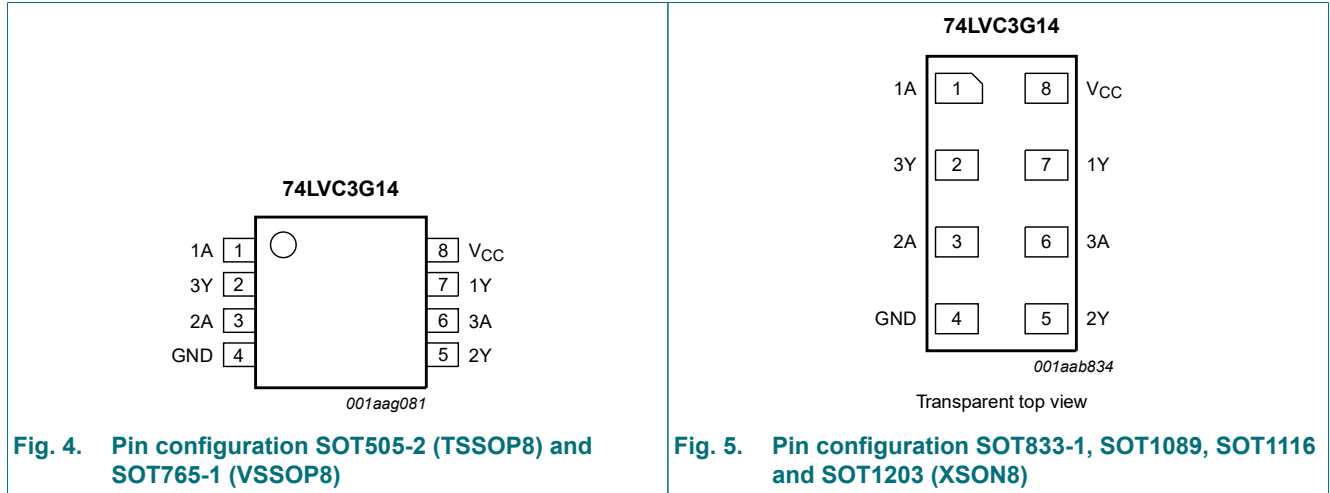 74LVC3G14
1A 1 8 VCC
3Y 2 7 1Y
2A 3 6 3A
GND 4 5 2Y
001aag081
Fig. 4. Pin configuration SOT505-2 (TSSOP8) and
SOT765-1 (VSSOP8)
74LVC3G14
1A 1 8 VCC
3Y 2 7 1Y
2A 3 6 3A
GND 4 5 2Y
001aab834
Transparent top view
Fig. 5. Pin configuration SOT833-1, SOT1089, SOT1116
and SOT1203 (XSON8)